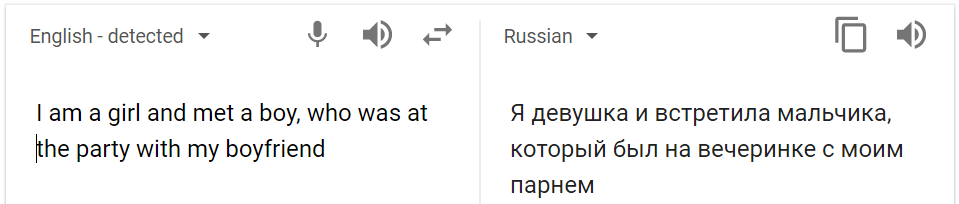 English - detected
Russian
I am a girl and met a boy, who was at
the party with my boyfriend
Я девушка и встретила мальчика,
который был на вечеринке с моим
парнем